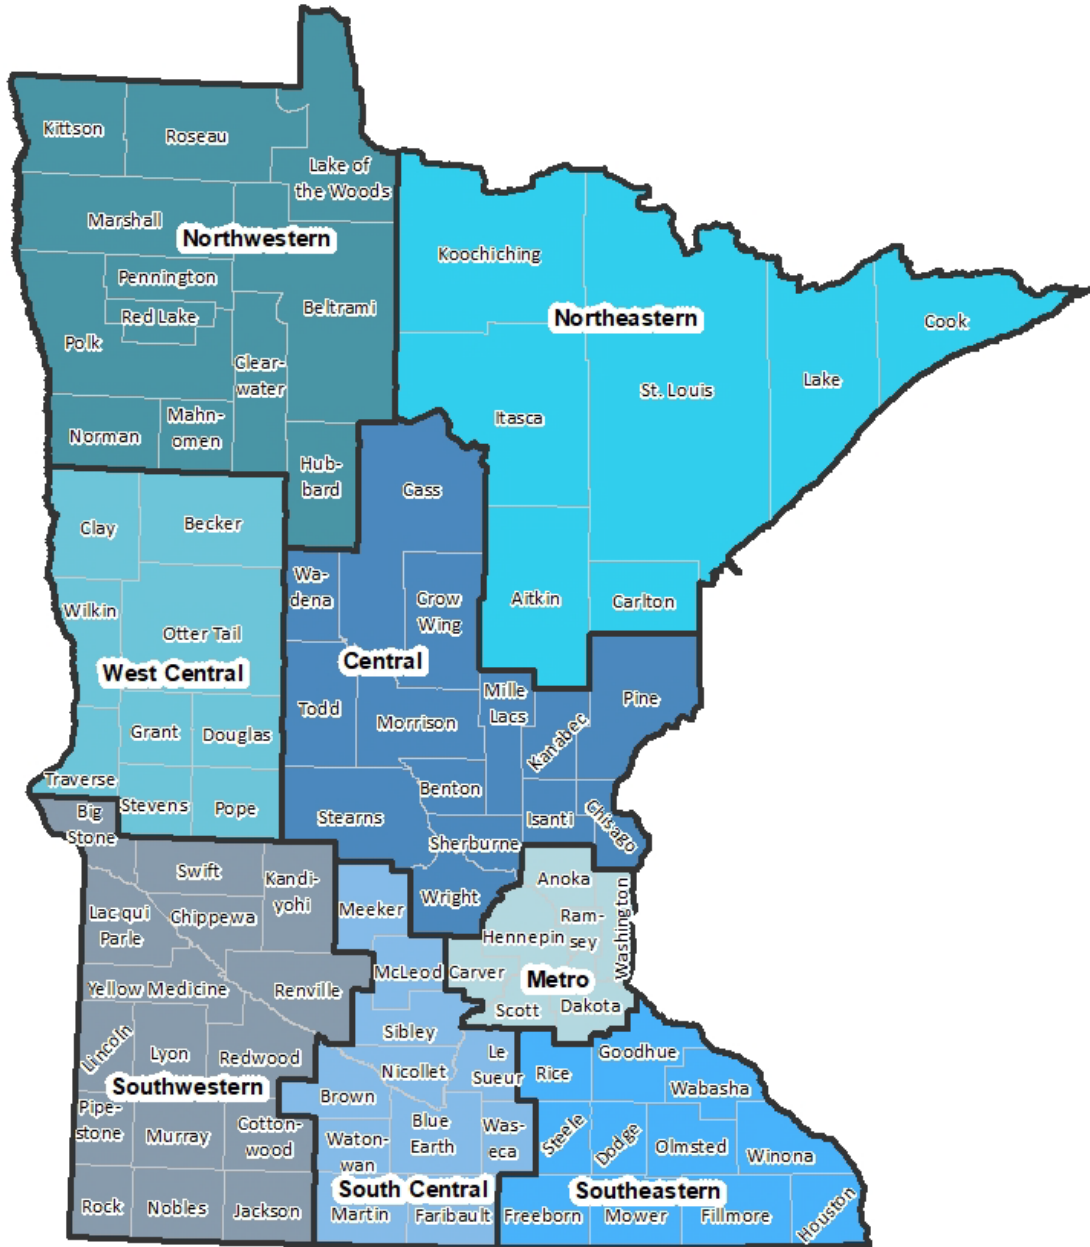 Kittson
Roseau
Lake of
the Woods
Marshall
Northwestern
Koochiching
Pennington
Beltrami
Red Lake
Northeastern
Cook
Polk
Clear-
water
St. Louis
Lake
Norman
Mahn-
omen
Itasca
Hub-
bard
Cass
Clay
Becker
Wa-
dena
Crow
Wing
Aitkin
Carlton
Wilkin
Otter Tail
West Central
Central
Todd
Morrison
Mille
Lacs
Kanabec
Pine
Grant
Douglas
Traverse
Stevens
Pope
Benton
Stearns
Isanti
Chisago
Big
Stone
Sherburne
Swift
Kandi-
yohi
Meeker
Wright
Anoka
Washington
Lac qui
Parle
Chippewa
Hennepin
Ram-
sey
McLeod
Carver
Metro
Yellow Medicine
Renville
Scott
Dakota
Sibley
Lincoln
Lyon
Redwood
Nicollet
Le
Sueur
Rice
Goodhue
Southwestern
Brown
Wabasha
Pipe-
stone
Murray
Cotton-
wood
Blue
Earth
Was-
eca
Steele
Dodge
Olmsted
Winona
Waton-
wan
South Central
Southeastern
Rock
Nobles
Jackson
Martin
Faribault
Freeborn
Mower
Fillmore
Houston